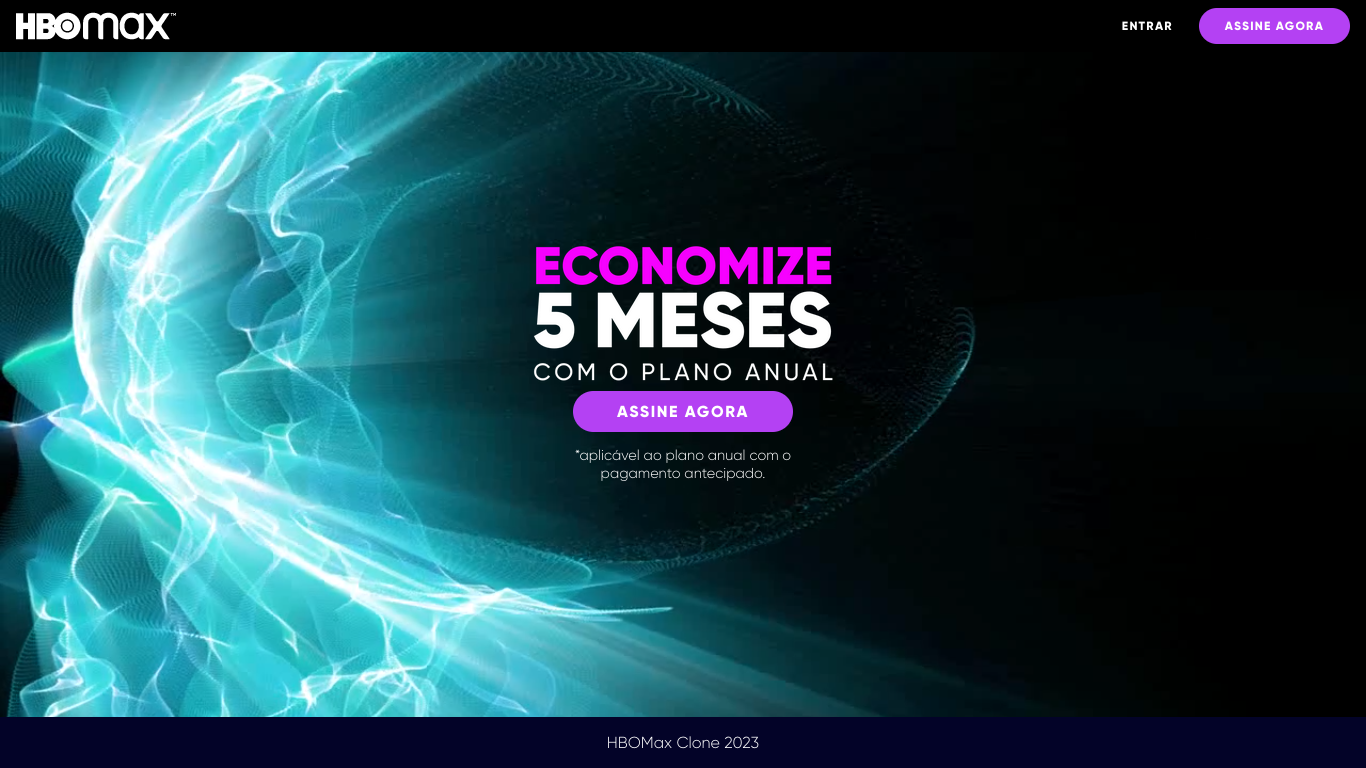 HBOmax™
ENTRAR
ASSINE AGORA
ECONOMIZE
5 MESES
COM O PLANO ANUAL
ASSINE AGORA
*aplicável ao plano anual com o
pagamento antecipado.
HBOMax Clone 2023